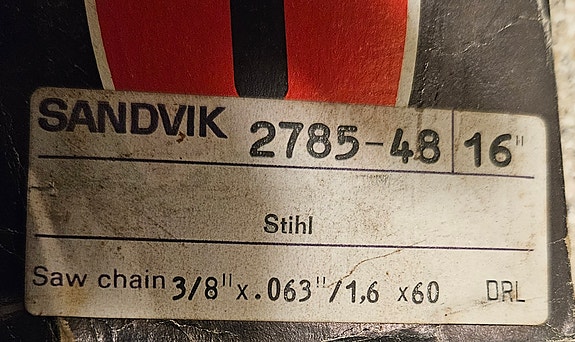 SANDVIK 2785-48 16"
Stihl
Saw chain 3/8" x .063"/1,6 x60 DRL